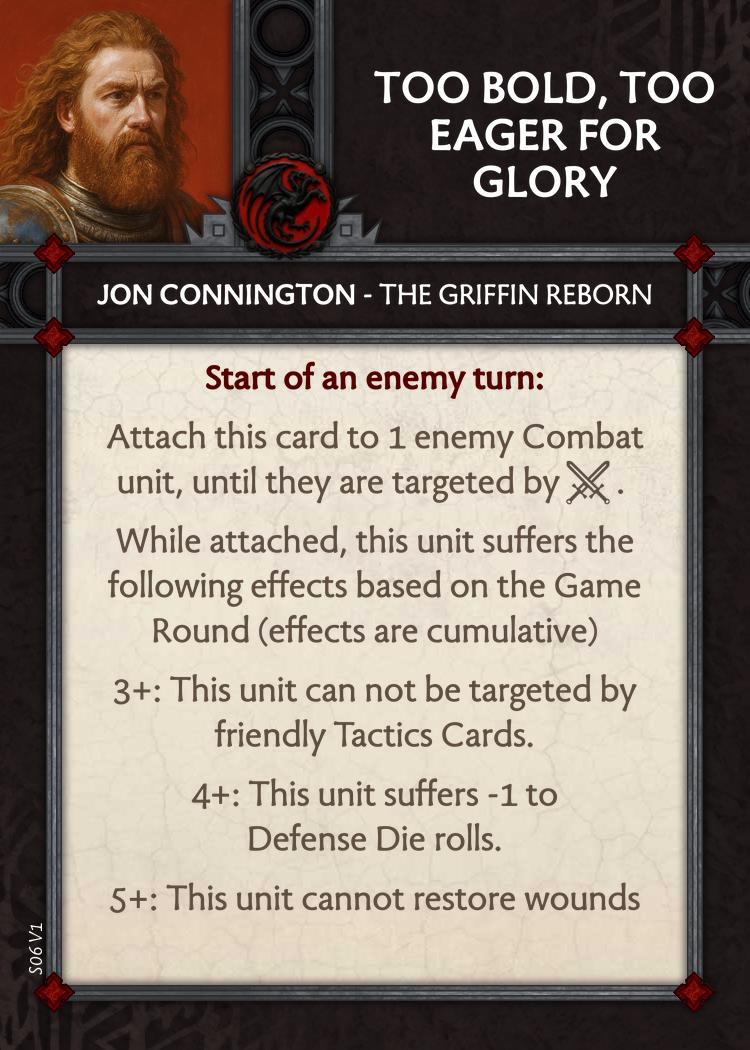 TOO BOLD, TOO
EAGER FOR
GLORY
JON CONNINGTON - THE GRIFFIN REBORN
Start of an enemy turn:
Attach this card to 1 enemy Combat
unit, until they are targeted by .
While attached, this unit suffers the
following effects based on the Game
Round (effects are cumulative)
3+: This unit can not be targeted by
friendly Tactics Cards.
4+: This unit suffers -1 to
Defense Die rolls.
5+: This unit cannot restore wounds
S06 V1